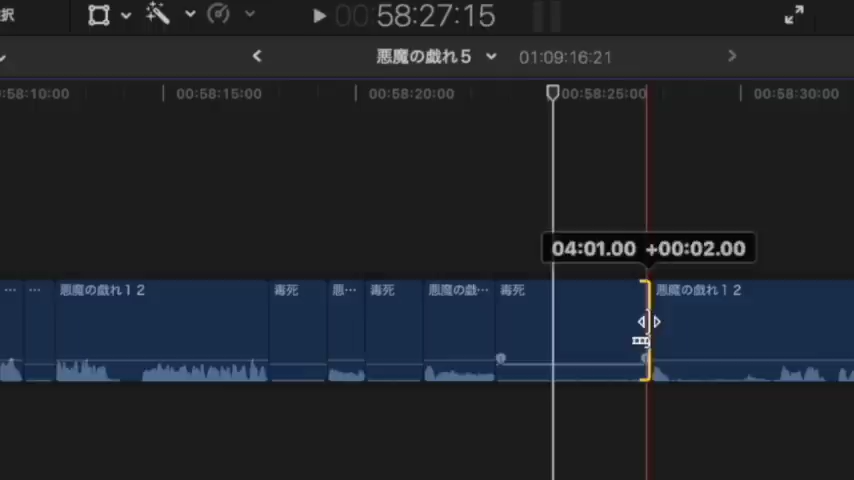 択
00:58:27:15
悪魔の戯れ5 01:09:16:21
:58:10:00 00:58:15:00 00:58:20:00 00:58:25:00 00:58:30:00
04:01.00 +00:02.00
… … 悪魔の戯れ12 毒死 悪… 毒死 悪魔の戯… 毒死 悪魔の戯れ12